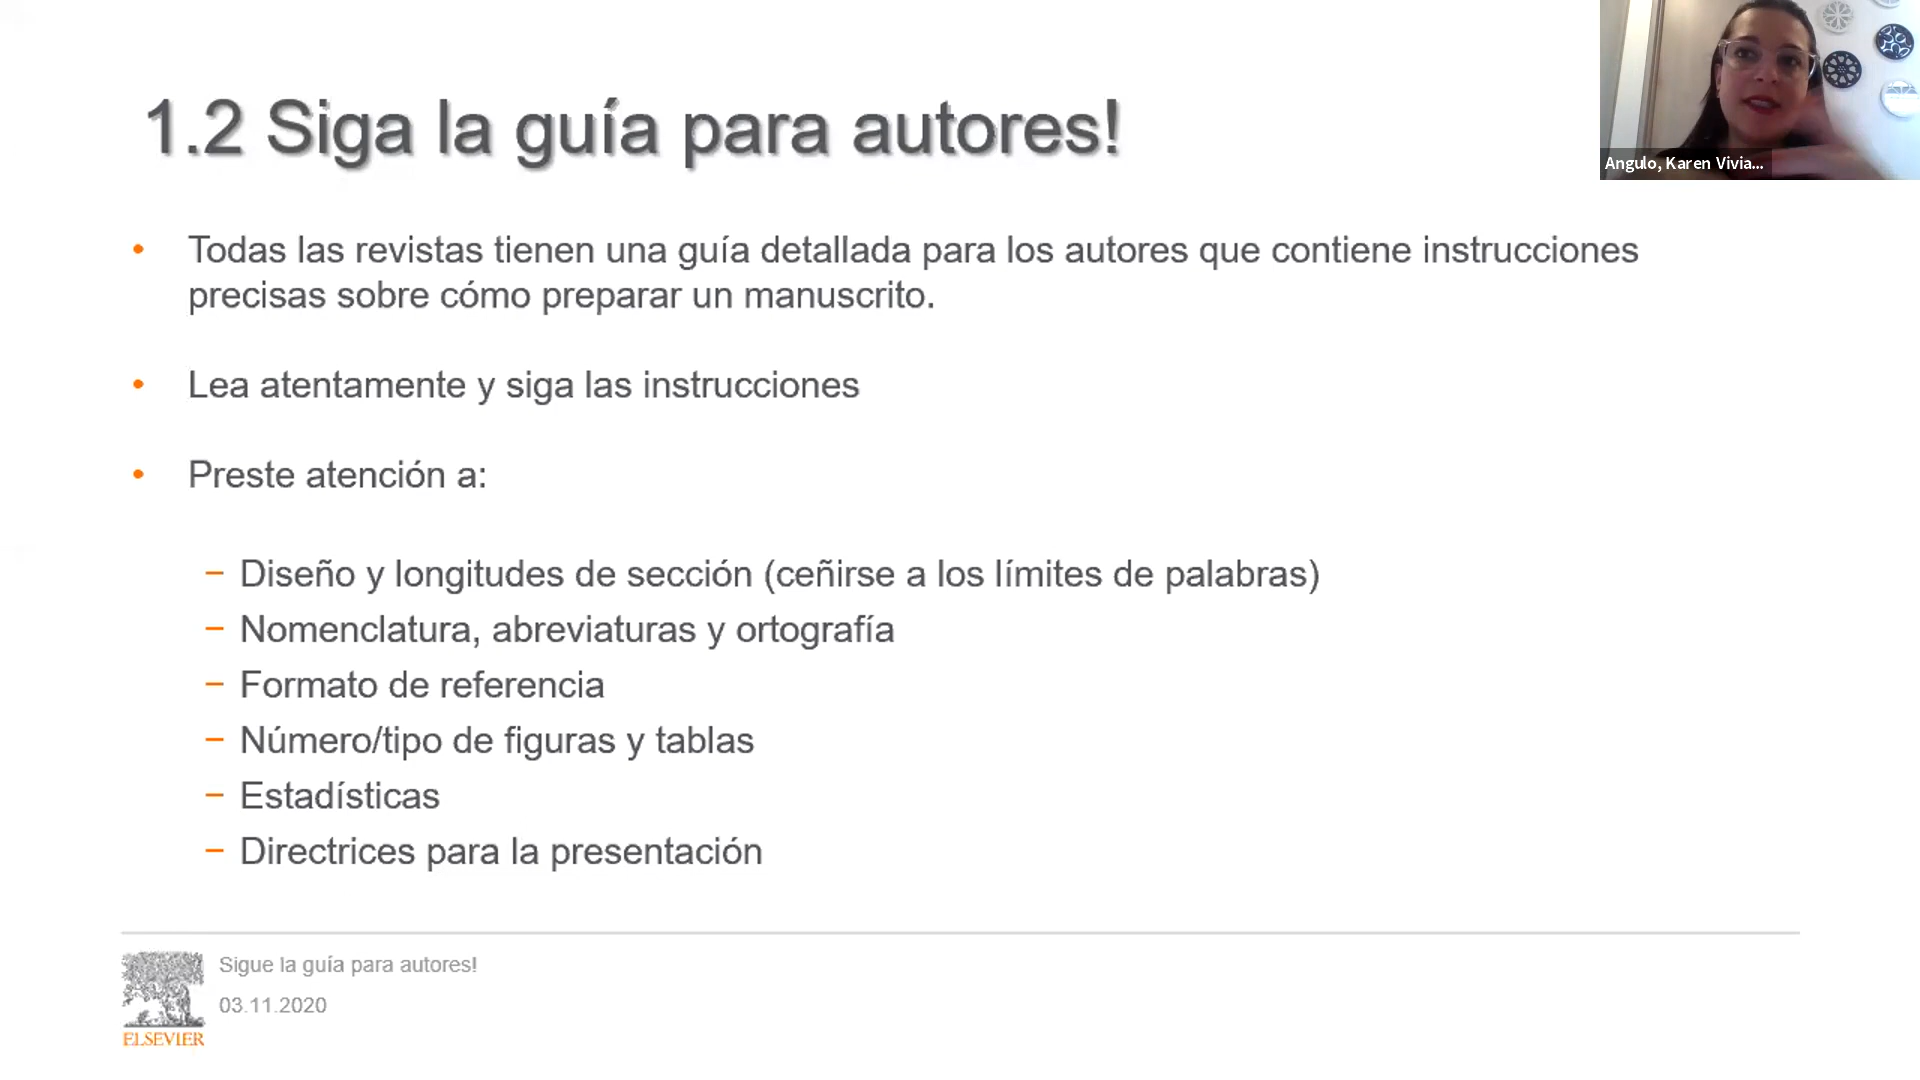 1.2 Siga la guía para autores!
Angulo, Karen Vivia...
• Todas las revistas tienen una guía detallada para los autores que contiene instrucciones
precisas sobre cómo preparar un manuscrito.
• Lea atentamente y siga las instrucciones
• Preste atención a:
– Diseño y longitudes de sección (ceñirse a los límites de palabras)
– Nomenclatura, abreviaturas y ortografía
– Formato de referencia
– Número/tipo de figuras y tablas
– Estadísticas
– Directrices para la presentación
Sigue la guía para autores!
03.11.2020
ELSEVIER